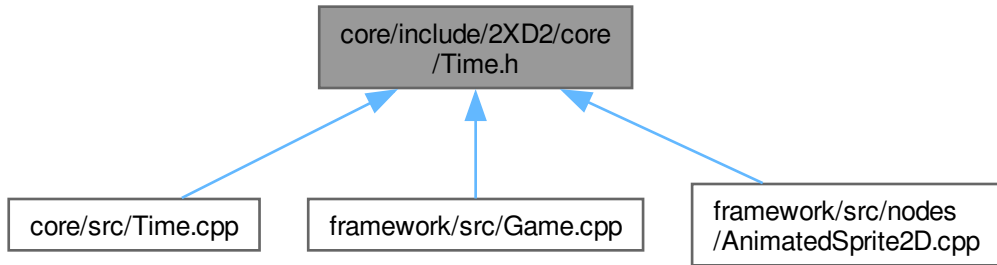 core/include/2XD2/core
/Time.h
core/src/Time.cpp
framework/src/Game.cpp
framework/src/nodes
/AnimatedSprite2D.cpp